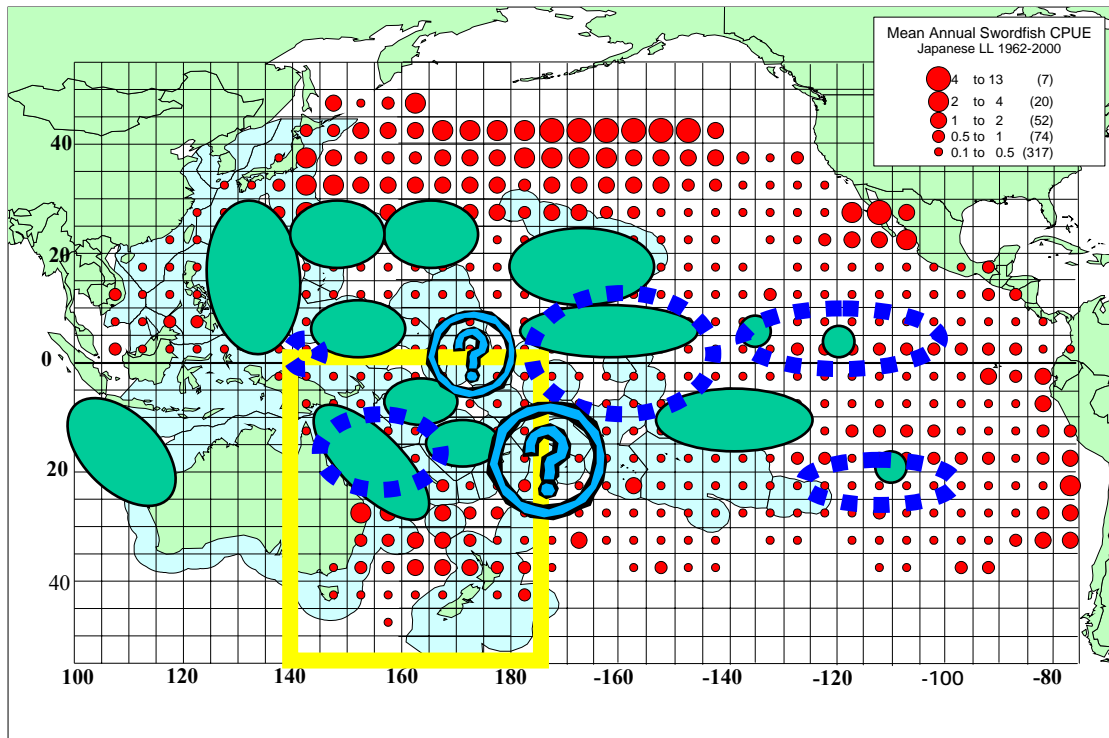 Mean Annual Swordfish CPUE
Japanese LL 1962-2000
4 to 13 (7)
2 to 4 (20)
1 to 2 (52)
0.5 to 1 (74)
0.1 to 0.5 (317)
40
20
0
?
?
20
40
100 120 140 160 180 -160 -140 -120 -100 -80